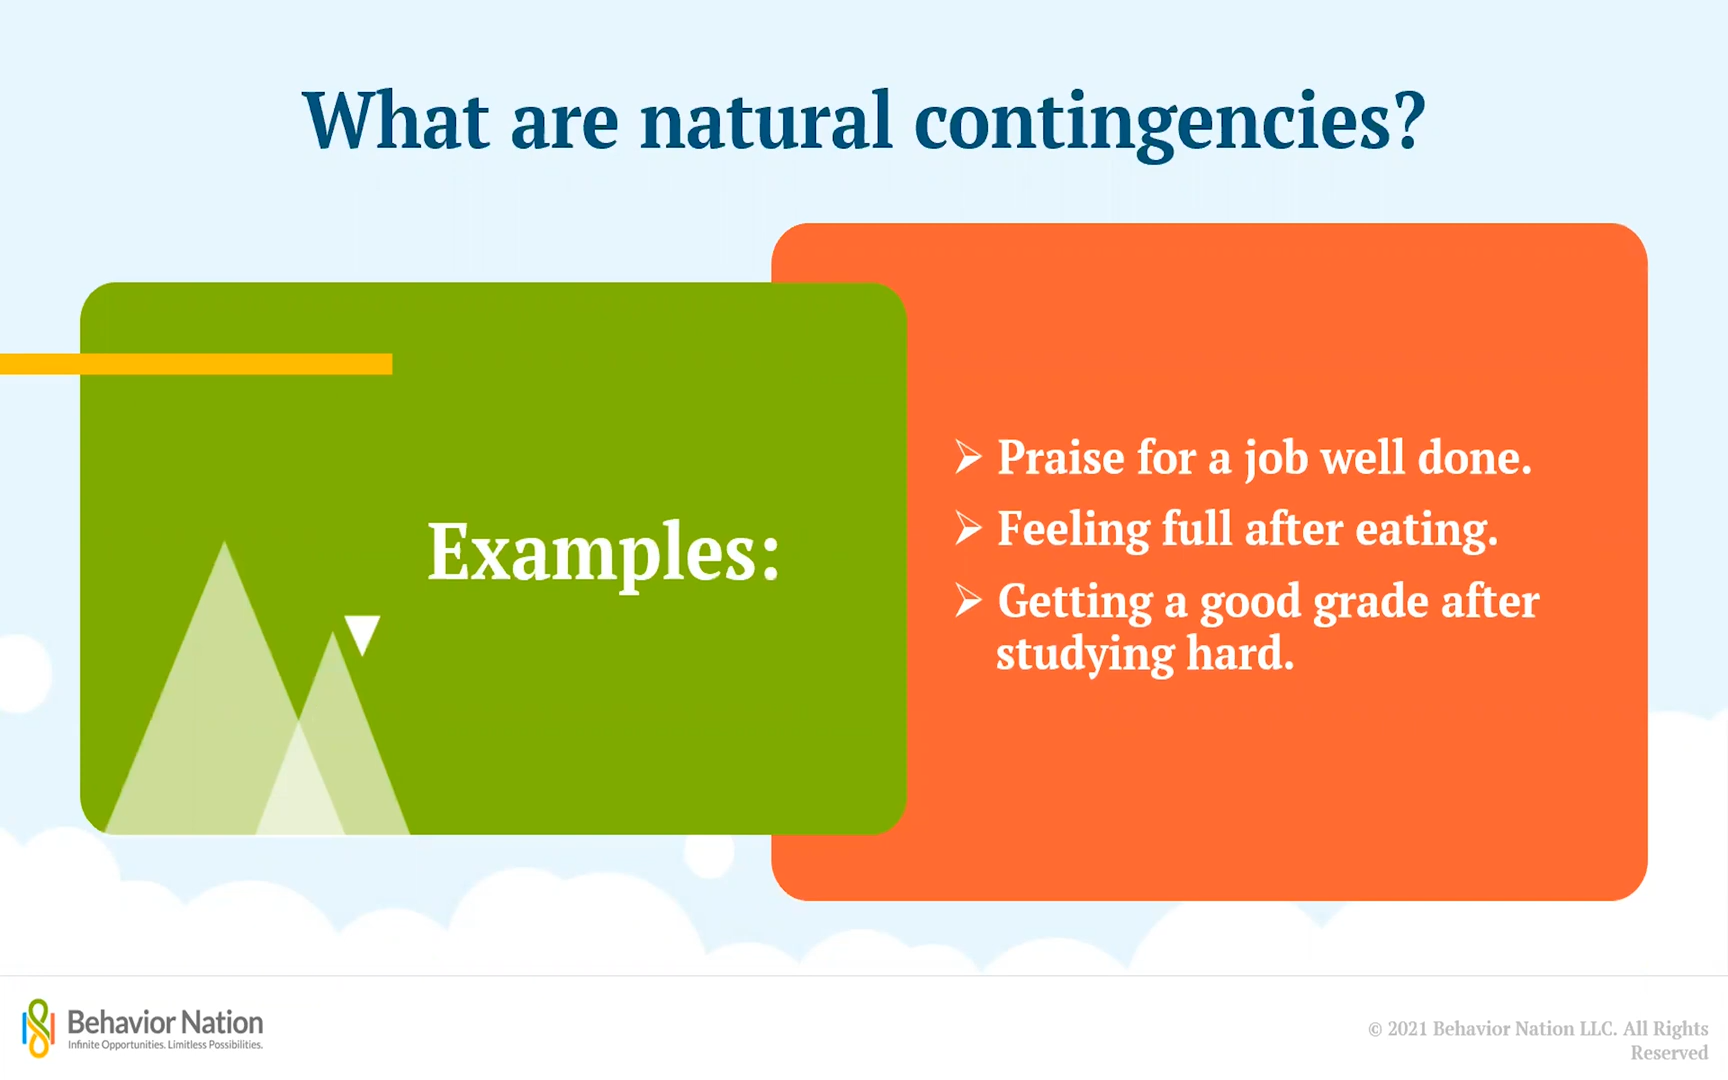 What are natural contingencies?
Examples:
➢ Praise for a job well done.
➢ Feeling full after eating.
➢ Getting a good grade after
studying hard.
Behavior Nation
Infinite Opportunities. Limitless Possibilities.
© 2021 Behavior Nation LLC. All Rights
Reserved